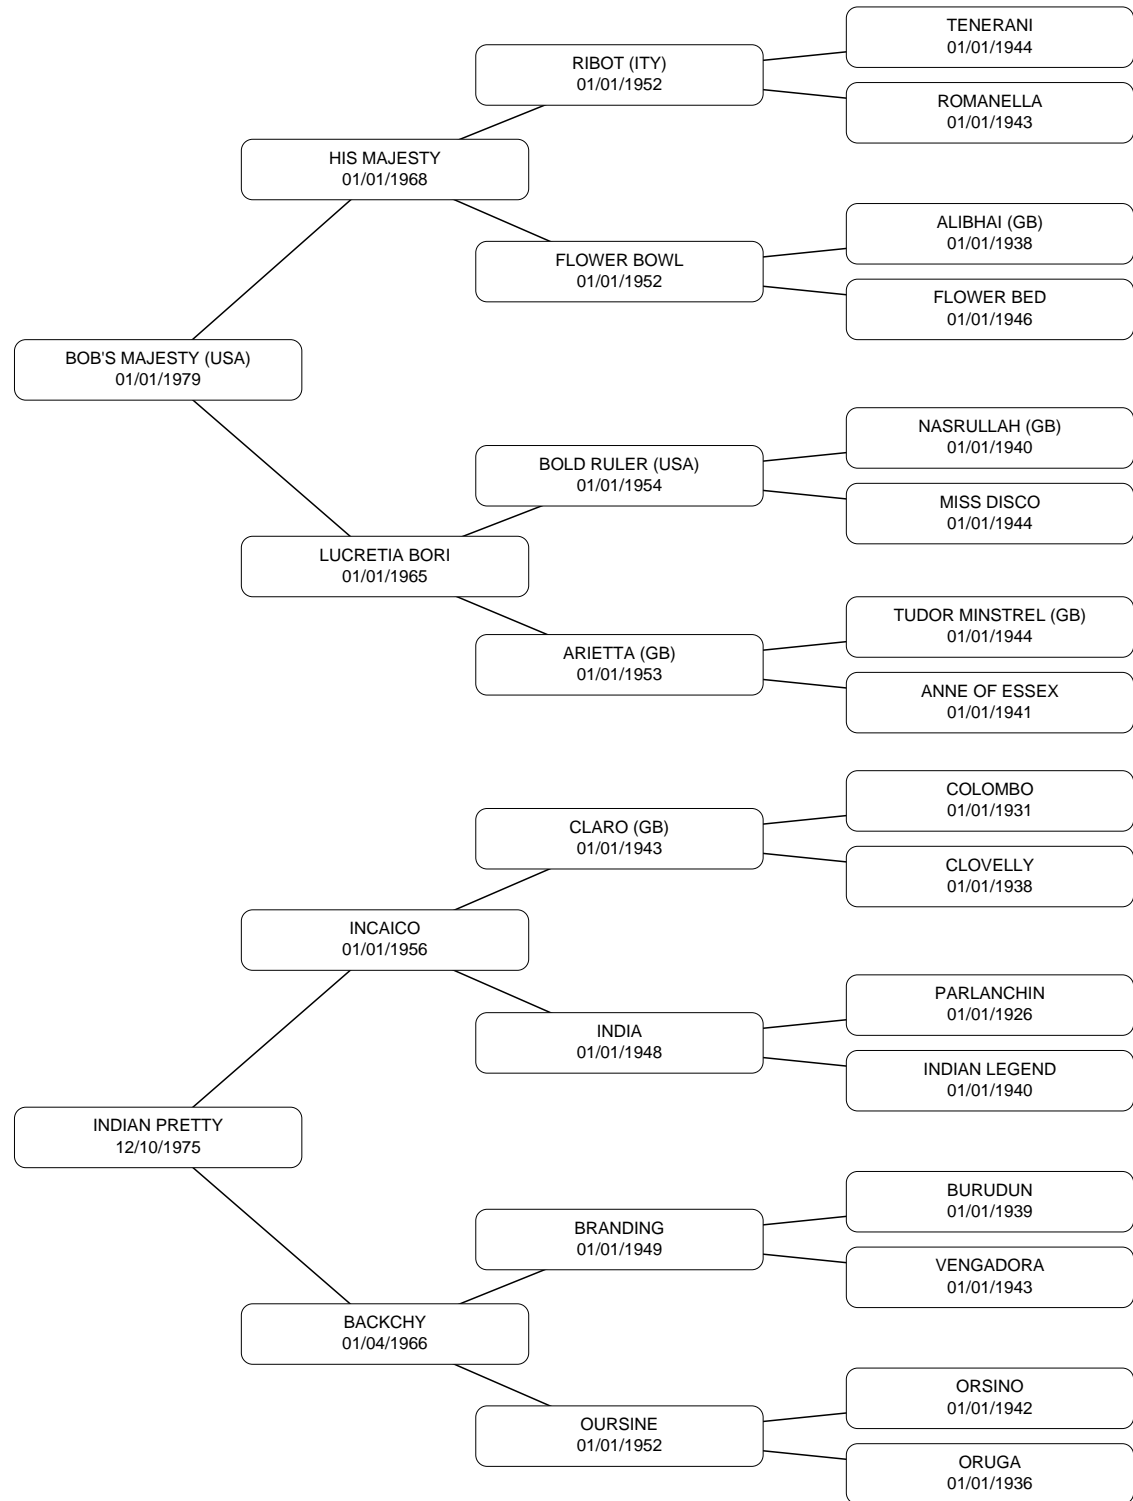 TENERANI
01/01/1944
RIBOT (ITY)
01/01/1952
ROMANELLA
01/01/1943
HIS MAJESTY
01/01/1968
ALIBHAI (GB)
01/01/1938
FLOWER BOWL
01/01/1952
FLOWER BED
01/01/1946
BOB'S MAJESTY (USA)
01/01/1979
NASRULLAH (GB)
01/01/1940
BOLD RULER (USA)
01/01/1954
MISS DISCO
01/01/1944
LUCRETIA BORI
01/01/1965
TUDOR MINSTREL (GB)
01/01/1944
ARIETTA (GB)
01/01/1953
ANNE OF ESSEX
01/01/1941
COLOMBO
01/01/1931
CLARO (GB)
01/01/1943
CLOVELLY
01/01/1938
INCAICO
01/01/1956
PARLANCHIN
01/01/1926
INDIA
01/01/1948
INDIAN LEGEND
01/01/1940
INDIAN PRETTY
12/10/1975
BURUDUN
01/01/1939
BRANDING
01/01/1949
VENGADORA
01/01/1943
BACKCHY
01/04/1966
ORSINO
01/01/1942
OURSINE
01/01/1952
ORUGA
01/01/1936